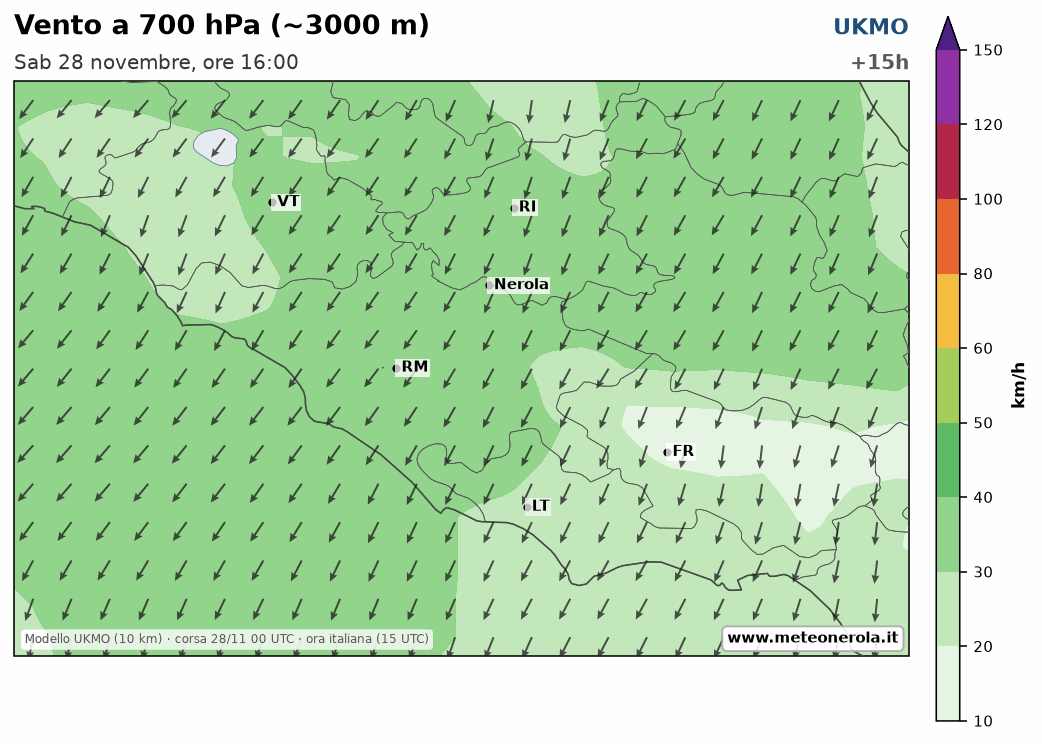 Vento a 700 hPa (~3000 m)
UKMO
Sab 28 novembre, ore 16:00
+15h
VT
RI
Nerola
RM
FR
LT
150
120
100
80
60
50
40
30
20
10
km/h
Modello UKMO (10 km) · corsa 28/11 00 UTC · ora italiana (15 UTC)
www.meteonerola.it